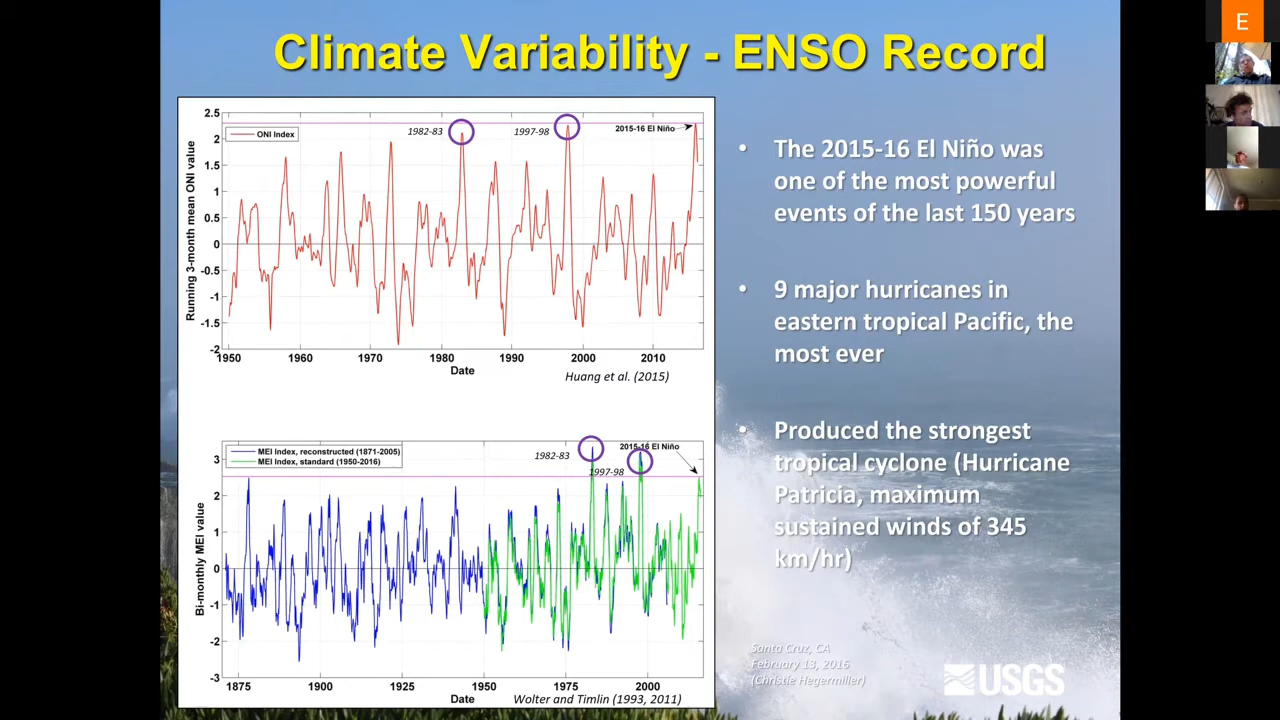 Climate Variability - ENSO Record
E
2.5
2
1.5
1
0.5
0
-0.5
-1
-1.5
-2
Running 3-month mean ONI value
ONI Index
1982-83
1997-98
2015-16 El Niño
1950
1960
1970
1980
1990
2000
2010
Date
Huang et al. (2015)
3
2
1
0
-1
-2
-3
Bi-monthly MEI value
MEI Index, reconstructed (1871-2005)
MEI Index, standard (1950-2016)
1982-83
1997-98
2015-16 El Niño
1875
1900
1925
1950
1975
2000
Date
Wolter and Timlin (1993, 2011)
• The 2015-16 El Niño was
one of the most powerful
events of the last 150 years
• 9 major hurricanes in
eastern tropical Pacific, the
most ever
• Produced the strongest
tropical cyclone (Hurricane
Patricia, maximum
sustained winds of 345
km/hr)
Santa Cruz, CA
February 13, 2016
(Christie Hegermiller)
USGS